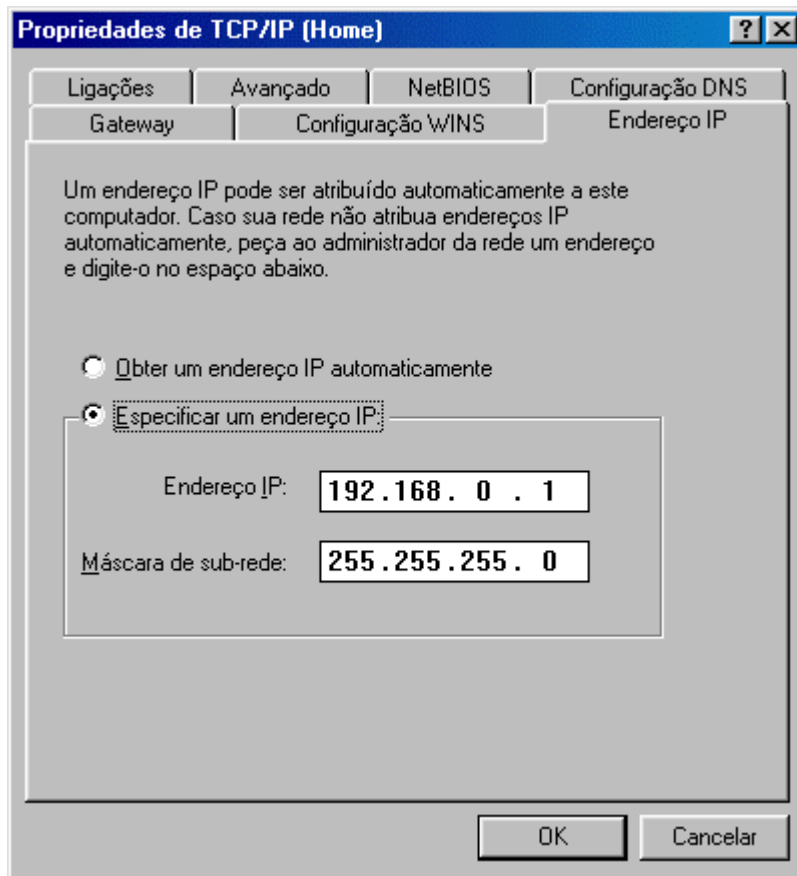 Propriedades de TCP/IP (Home)
Ligações Avançado NetBIOS Configuração DNS
Gateway Configuração WINS Endereço IP
Um endereço IP pode ser atribuído automaticamente a este
computador. Caso sua rede não atribua endereços IP
automaticamente, peça ao administrador da rede um endereço
e digite-o no espaço abaixo.
Obter um endereço IP automaticamente
Especificar um endereço IP:
Endereço IP: 192.168. 0 . 1
Máscara de sub-rede: 255.255.255. 0
OK Cancelar